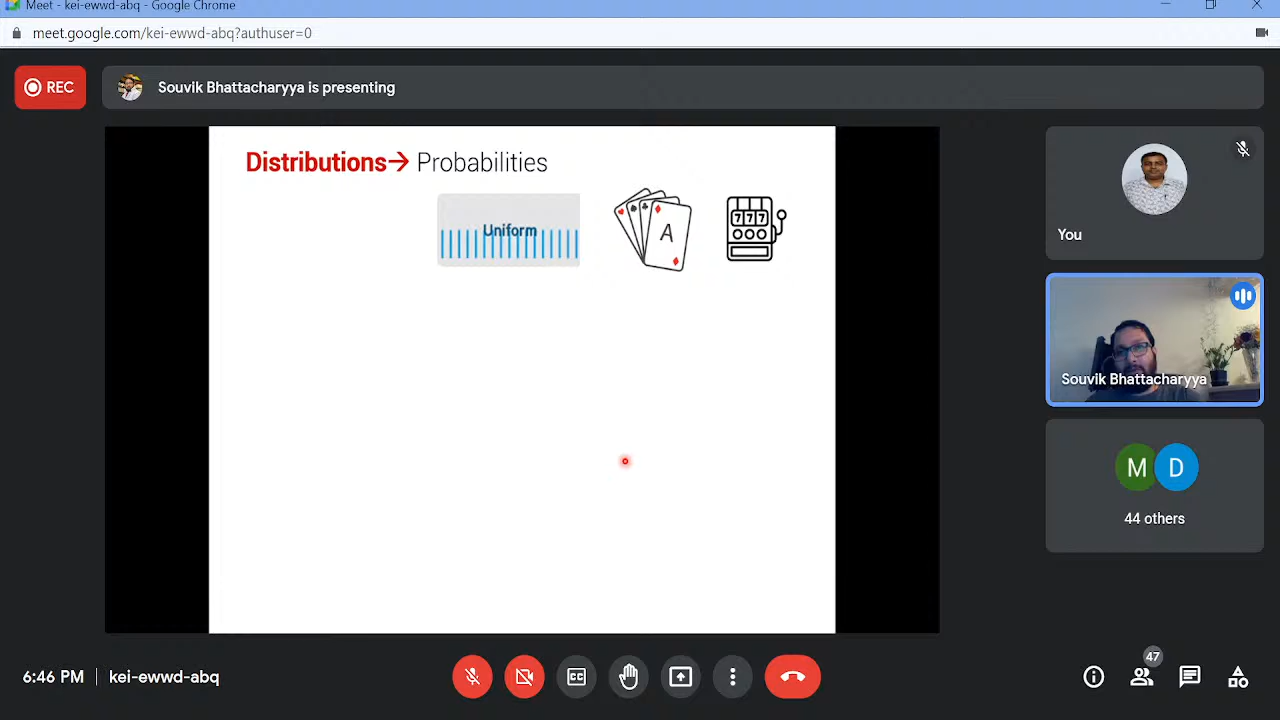 Meet - kei-ewwd-abq - Google Chrome
meet.google.com/kei-ewwd-abq?authuser=0
REC
Souvik Bhattacharyya is presenting
Distributions→ Probabilities
Uniform
A
777
You
Souvik Bhattacharyya
M D
44 others
6:46 PM | kei-ewwd-abq
CC
47